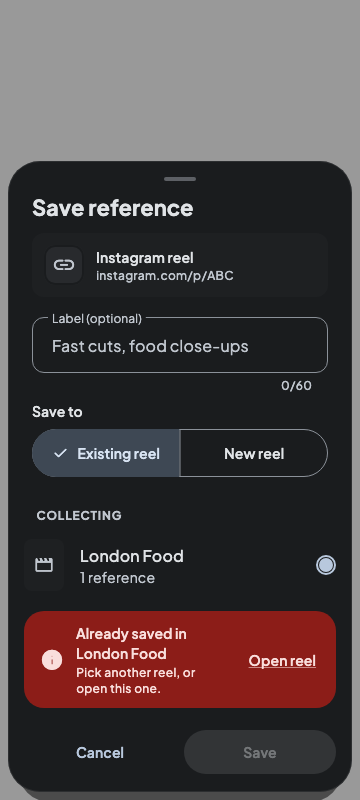 Save reference
Instagram reel
instagram.com/p/ABC
Label (optional)
Fast cuts, food close-ups
0/60
Save to
Existing reel
New reel
COLLECTING
London Food
1 reference
Already saved in
London Food
Pick another reel, or
open this one.
Open reel
Cancel
Save